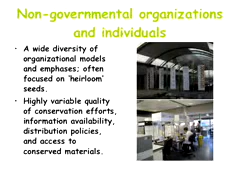 Non-governmental organizations
and individuals
• A wide diversity of
organizational models
and emphases; often
focused on ‘heirloom’
seeds.
• Highly variable quality
of conservation efforts,
information availability,
distribution policies,
and access to
conserved materials.